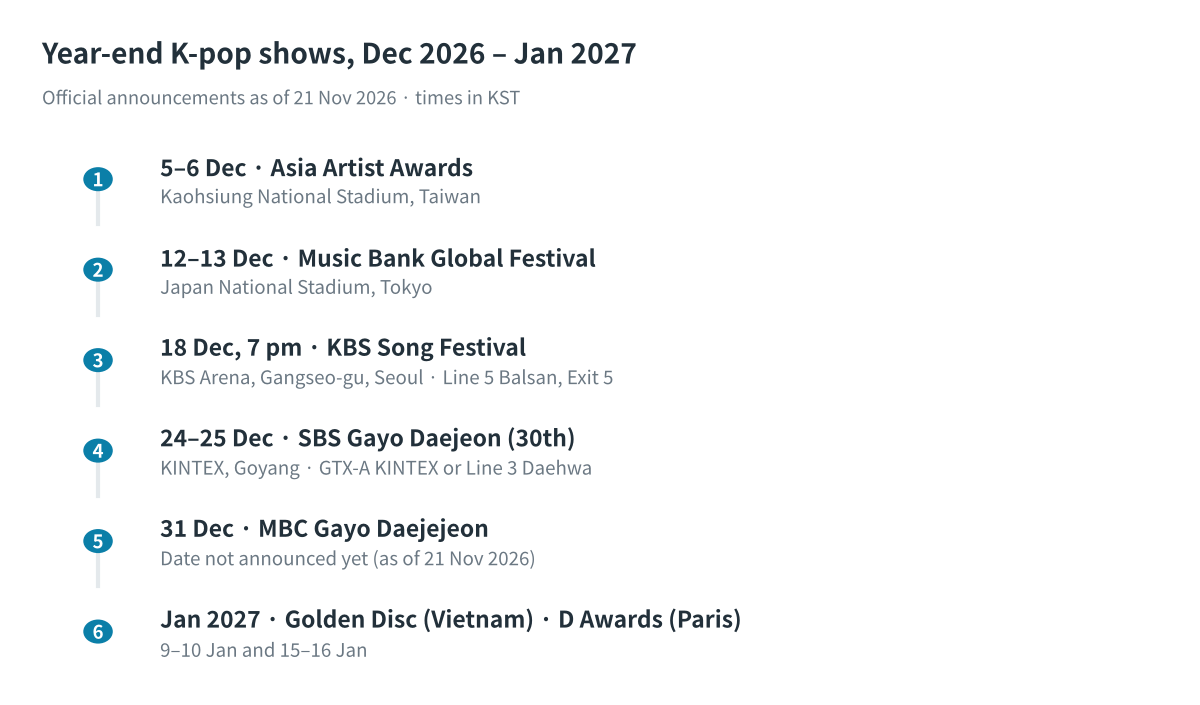 Year-end K-pop shows, Dec 2026 – Jan 2027
Official announcements as of 21 Nov 2026 · times in KST
1
5–6 Dec · Asia Artist Awards
Kaohsiung National Stadium, Taiwan
2
12–13 Dec · Music Bank Global Festival
Japan National Stadium, Tokyo
3
18 Dec, 7 pm · KBS Song Festival
KBS Arena, Gangseo-gu, Seoul · Line 5 Balsan, Exit 5
4
24–25 Dec · SBS Gayo Daejeon (30th)
KINTEX, Goyang · GTX-A KINTEX or Line 3 Daehwa
5
31 Dec · MBC Gayo Daejejeon
Date not announced yet (as of 21 Nov 2026)
6
Jan 2027 · Golden Disc (Vietnam) · D Awards (Paris)
9–10 Jan and 15–16 Jan